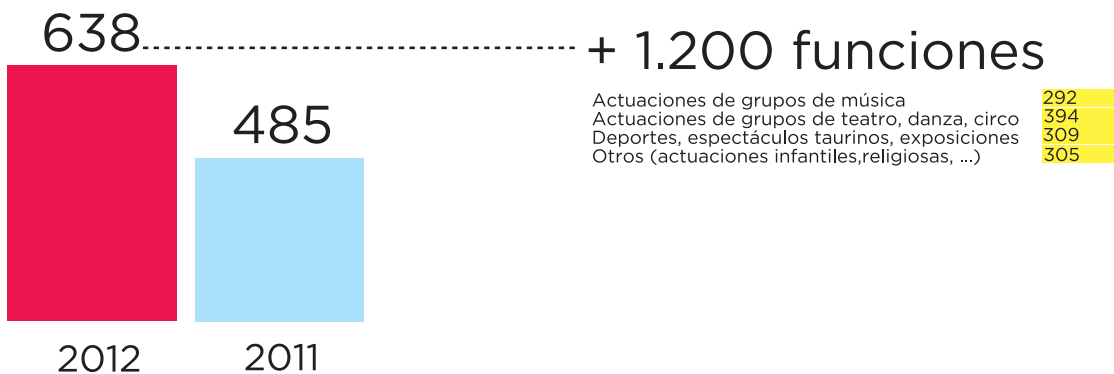 638 + 1.200 funciones
485
Actuaciones de grupos de música 292
Actuaciones de grupos de teatro, danza, circo 394
Deportes, espectáculos taurinos, exposiciones 309
Otros (actuaciones infantiles,religiosas, ...) 305
2012 2011